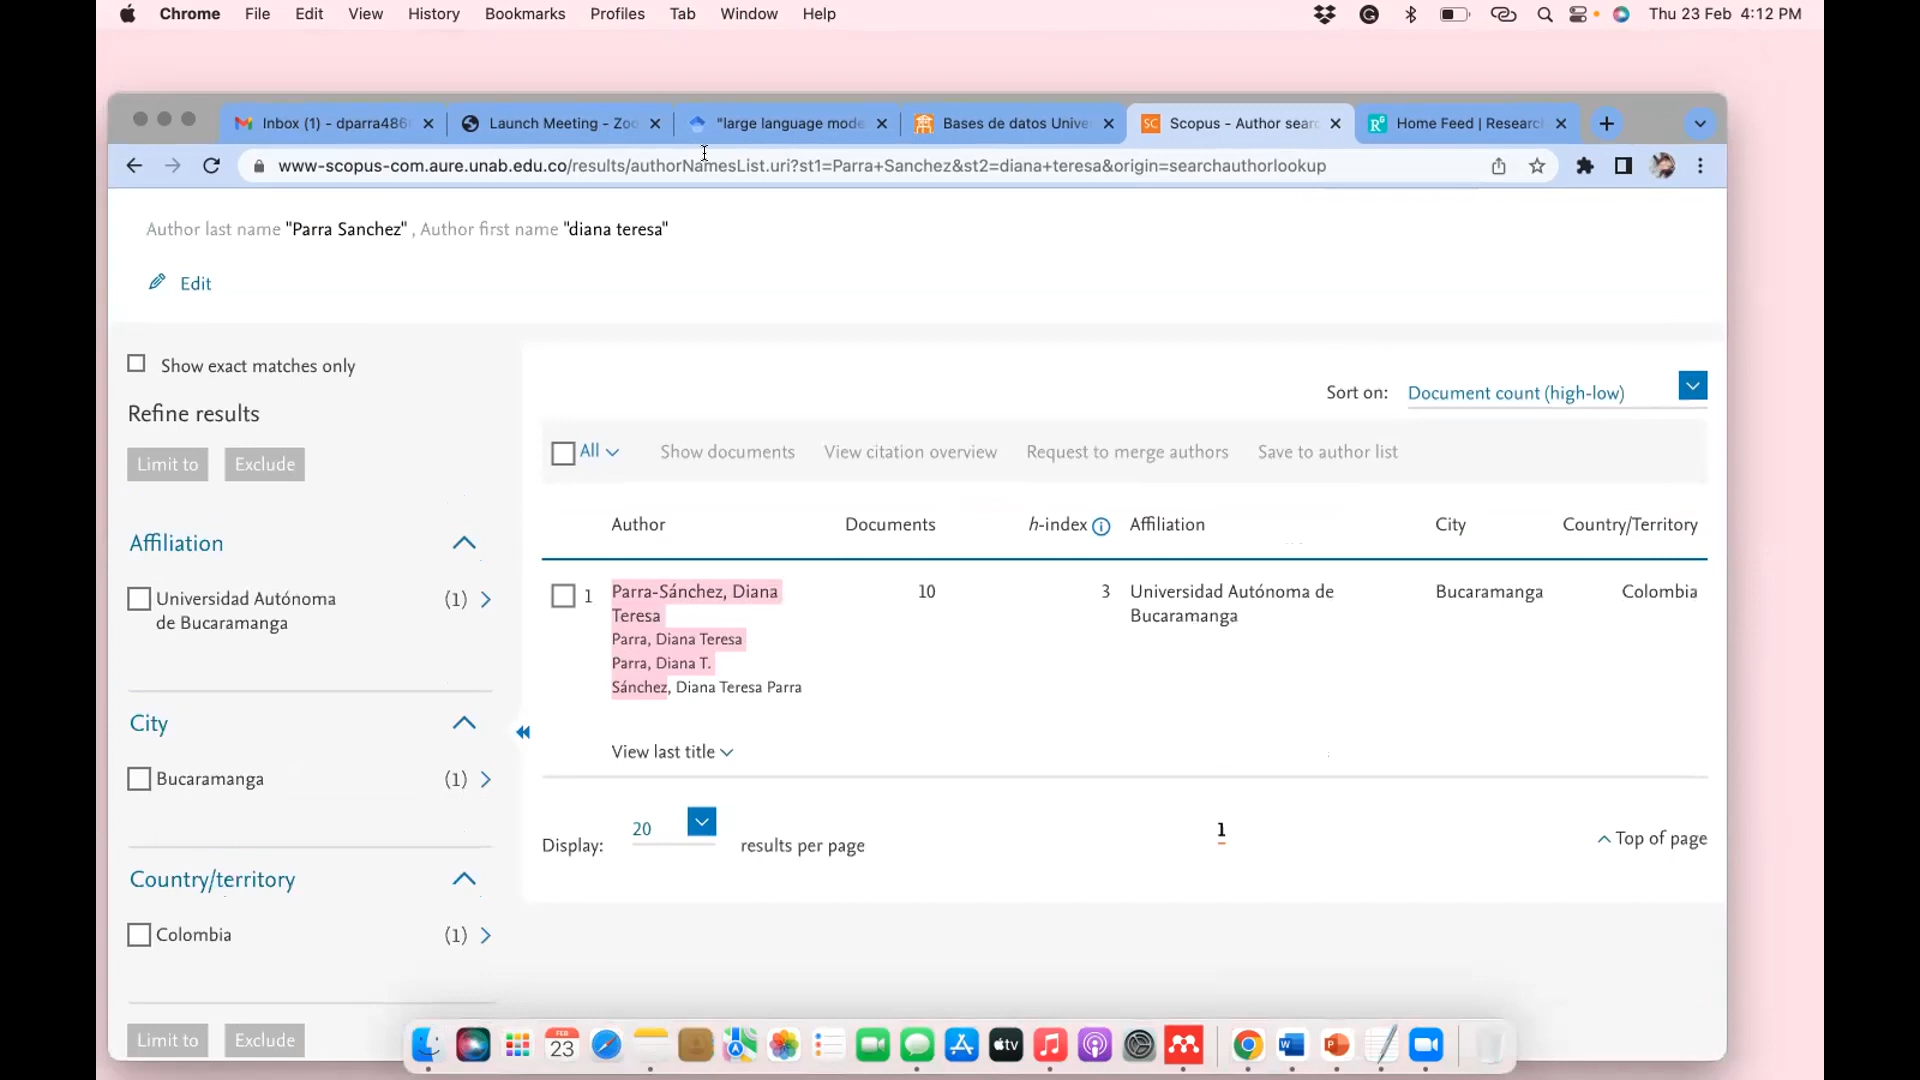 Chrome File Edit View History Bookmarks Profiles Tab Window Help Thu 23 Feb 4:12 PM
Inbox (1) - dparra486 Launch Meeting - Zoo "large language mode Bases de datos Unive Scopus - Author sear Home Feed | Researc
www-scopus-com.aure.unab.edu.co/results/authorNamesList.uri?st1=Parra+Sanchez&st2=diana+teresa&origin=searchauthorlookup
Author last name "Parra Sanchez" , Author first name "diana teresa"
Edit
Show exact matches only
Refine results
Limit to Exclude
Affiliation
Universidad Autónoma (1)
de Bucaramanga
City
Bucaramanga (1)
Country/territory
Colombia (1)
Limit to Exclude
Sort on: Document count (high-low)
All Show documents View citation overview Request to merge authors Save to author list
Author Documents h-index Affiliation City Country/Territory
1 Parra-Sánchez, Diana 10 3 Universidad Autónoma de Bucaramanga Colombia
Teresa Bucaramanga
Parra, Diana Teresa
Parra, Diana T.
Sánchez, Diana Teresa Parra
View last title
Display: 20 results per page 1 Top of page
FEB
23
tv